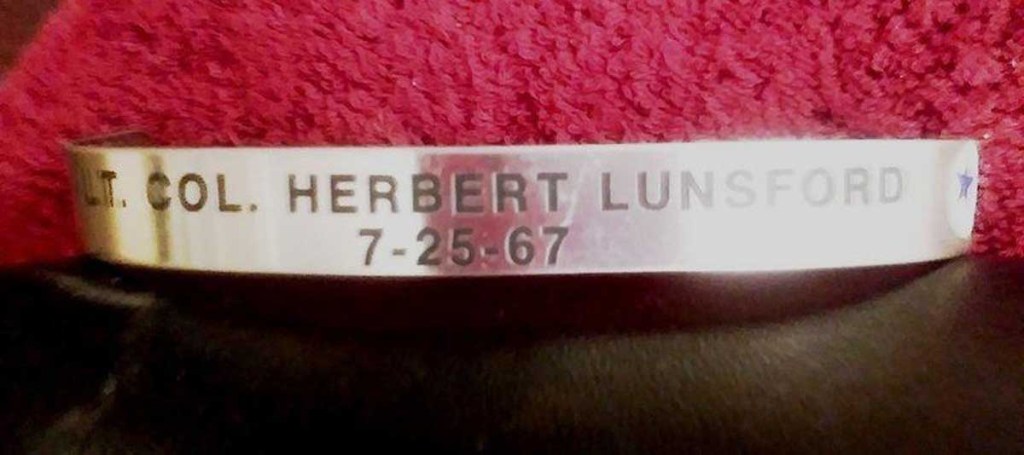 LT. COL. HERBERT LUNSFORD
7-25-67